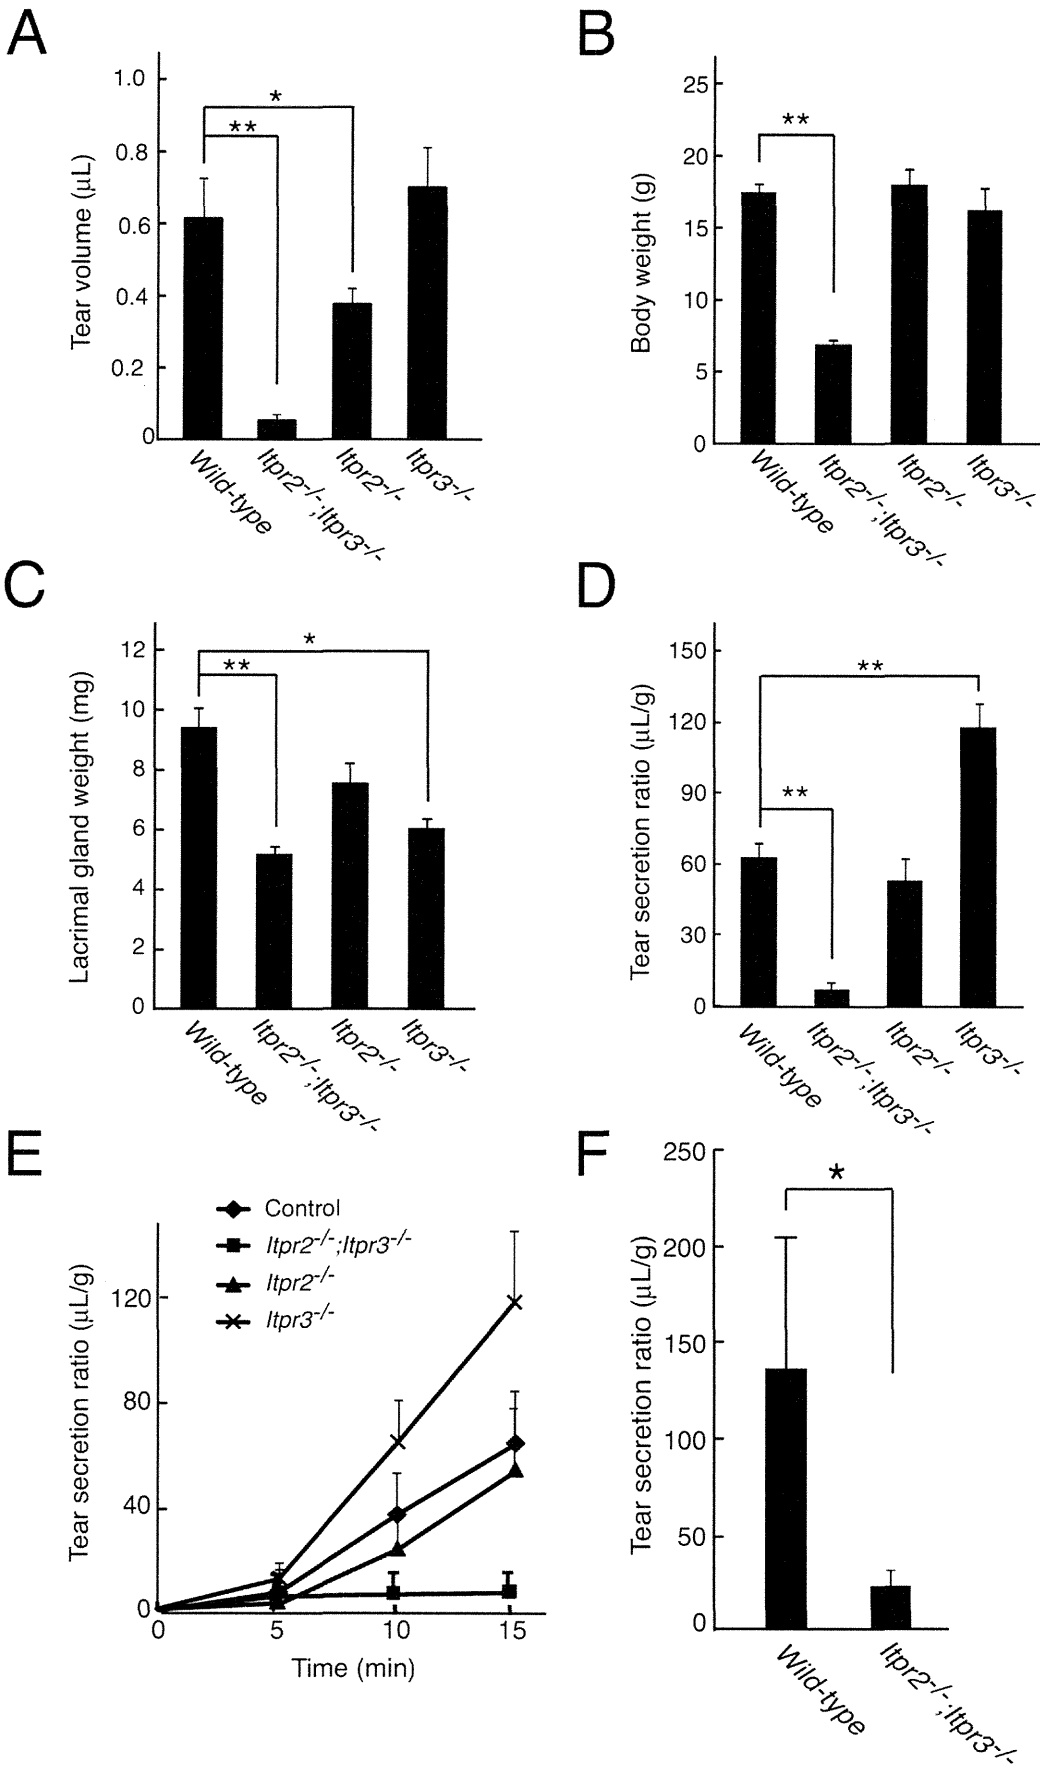 A
Tear volume (μL)
1.0
0.8
0.6
0.4
0.2
0
*
**
Wild-type
Itpr2-/-;Itpr3-/-
Itpr2-/-
Itpr3-/-
B
Body weight (g)
25
20
15
10
5
0
**
Wild-type
Itpr2-/-;Itpr3-/-
Itpr2-/-
Itpr3-/-
C
Lacrimal gland weight (mg)
12
10
8
6
4
2
0
*
**
Wild-type
Itpr2-/-;Itpr3-/-
Itpr2-/-
Itpr3-/-
D
Tear secretion ratio (μL/g)
150
120
90
60
30
0
**
**
Wild-type
Itpr2-/-;Itpr3-/-
Itpr2-/-
Itpr3-/-
E
Control
Itpr2-/-;Itpr3-/-
Itpr2-/-
Itpr3-/-
Tear secretion ratio (μL/g)
120
80
40
0
0 5 10 15
Time (min)
F
Tear secretion ratio (μL/g)
250
200
150
100
50
0
*
Wild-type
Itpr2-/-;Itpr3-/-